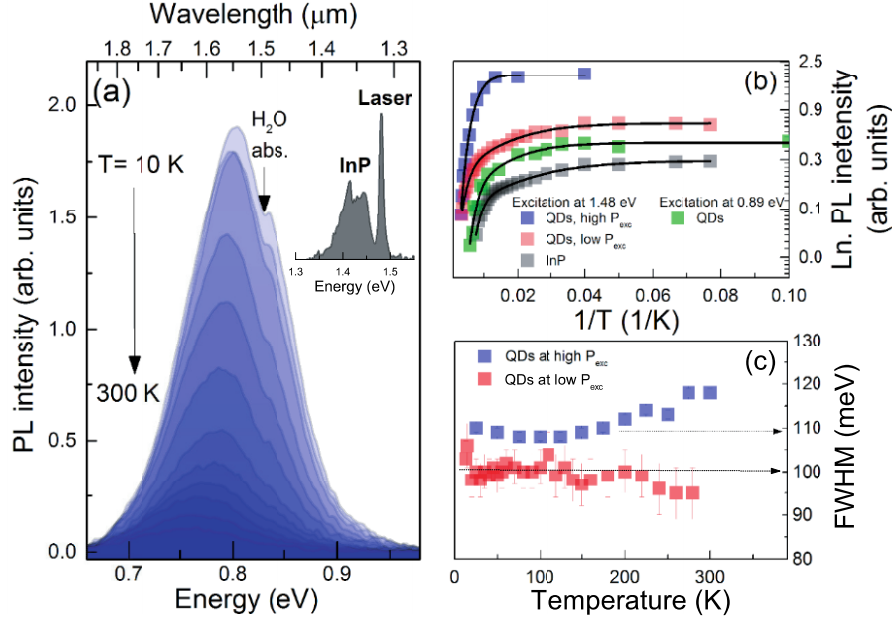 Wavelength (μm)
1.8 1.7 1.6 1.5 1.4 1.3
(a)
2.0
1.5
1.0
0.5
0.0
PL intensity (arb. units)
T= 10 K
300 K
H2O
abs.
Laser
InP
1.3 1.4 1.5
Energy (eV)
0.7 0.8 0.9
Energy (eV)
(b)
2.5
0.9
0.3
0.1
0.0
Ln. PL inetensity
(arb. units)
Excitation at 1.48 eV
QDs, high Pexc
QDs, low Pexc
InP
Excitation at 0.89 eV
QDs
0.02 0.04 0.06 0.08 0.10
1/T (1/K)
(c)
QDs at high Pexc
QDs at low Pexc
130
120
110
100
90
80
FWHM (meV)
0 50 100 150 200 250 300
Temperature (K)